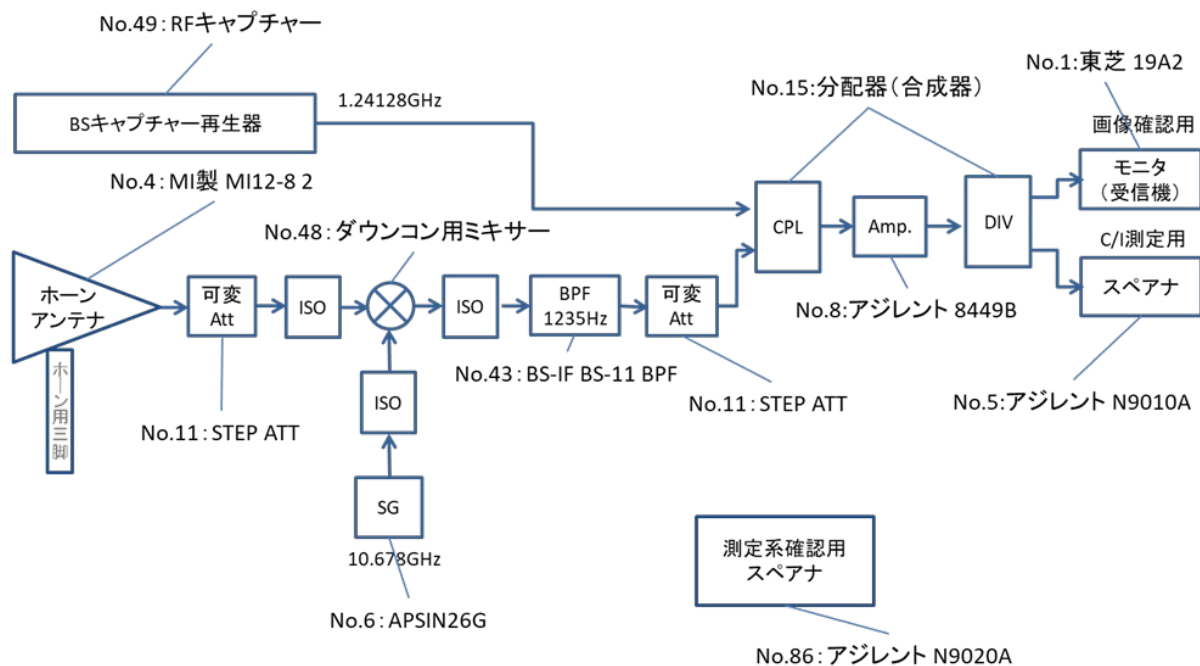 No.49：RFキャプチャー
BSキャプチャー再生器
1.24128GHz
No.15:分配器（合成器）
No.1:東芝 19A2
画像確認用
モニタ
（受信機）
No.4：MI製 MI12-8 2
No.48：ダウンコン用ミキサー
CPL
Amp.
DIV
C/I測定用
スペアナ
ホーン
アンテナ
可変
Att
ISO
ISO
BPF
1235Hz
可変
Att
No.8:アジレント 8449B
ホーン用三脚
No.43：BS-IF BS-11 BPF
No.5:アジレント N9010A
No.11：STEP ATT
ISO
No.11：STEP ATT
SG
10.678GHz
測定系確認用
スペアナ
No.6：APSIN26G
No.86：アジレント N9020A